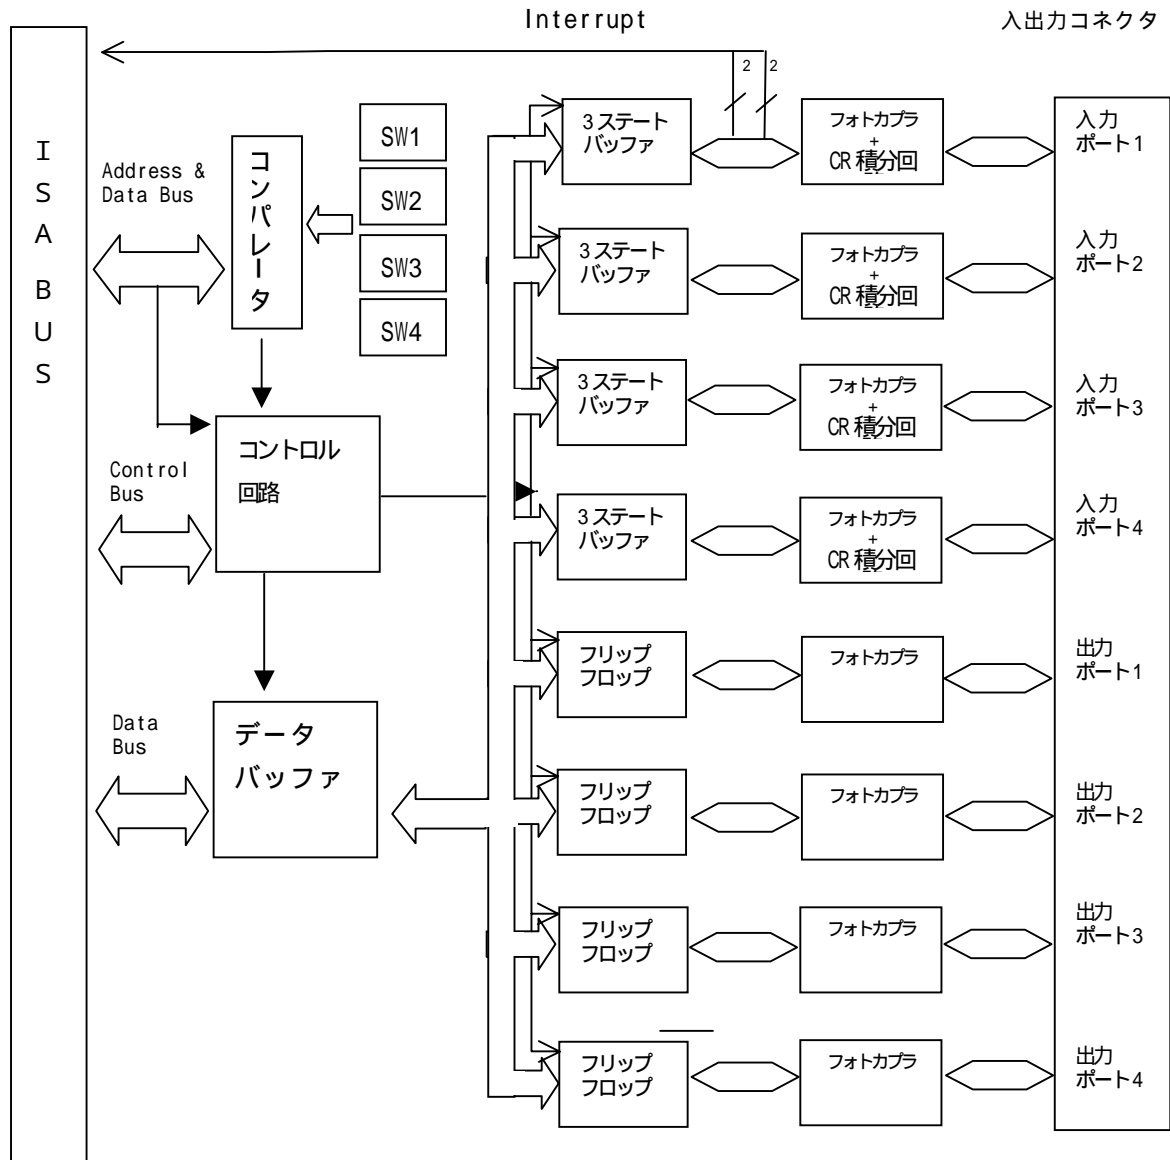 Interrupt
入出力コネクタ
ISA BUS
2
2
Address &
Data Bus
コンパレータ
SW1
SW2
SW3
SW4
コントロール
回路
Control
Bus
Data
Bus
データ
バッファ
3ステート
バッファ
フォトカプラ
+
CR積分回
入力
ポート1
3ステート
バッファ
フォトカプラ
+
CR積分回
入力
ポート2
3ステート
バッファ
フォトカプラ
+
CR積分回
入力
ポート3
3ステート
バッファ
フォトカプラ
+
CR積分回
入力
ポート4
フリップ
フロップ
フォトカプラ
出力
ポート1
フリップ
フロップ
フォトカプラ
出力
ポート2
フリップ
フロップ
フォトカプラ
出力
ポート3
フリップ
フロップ
フォトカプラ
出力
ポート4